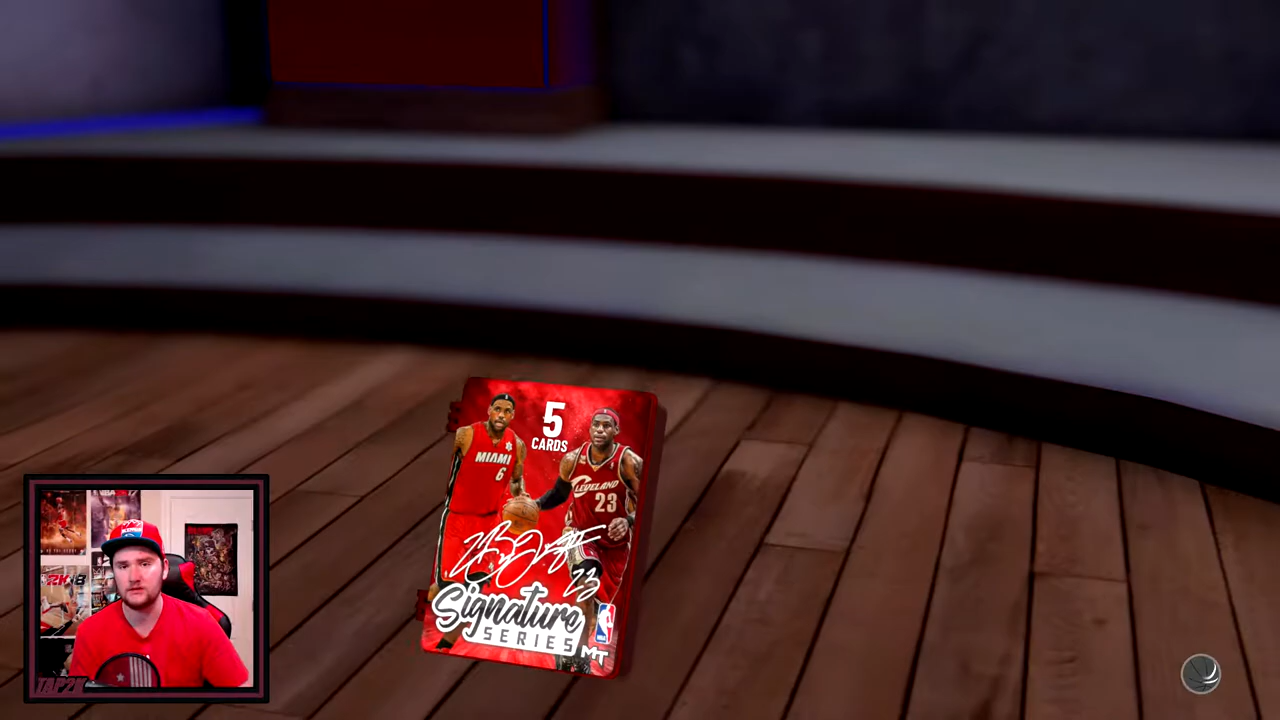 5
CARDS
MIAMI
6
CLEVELAND
23
23
Signature
SERIES
MT
2K18
TAP2K